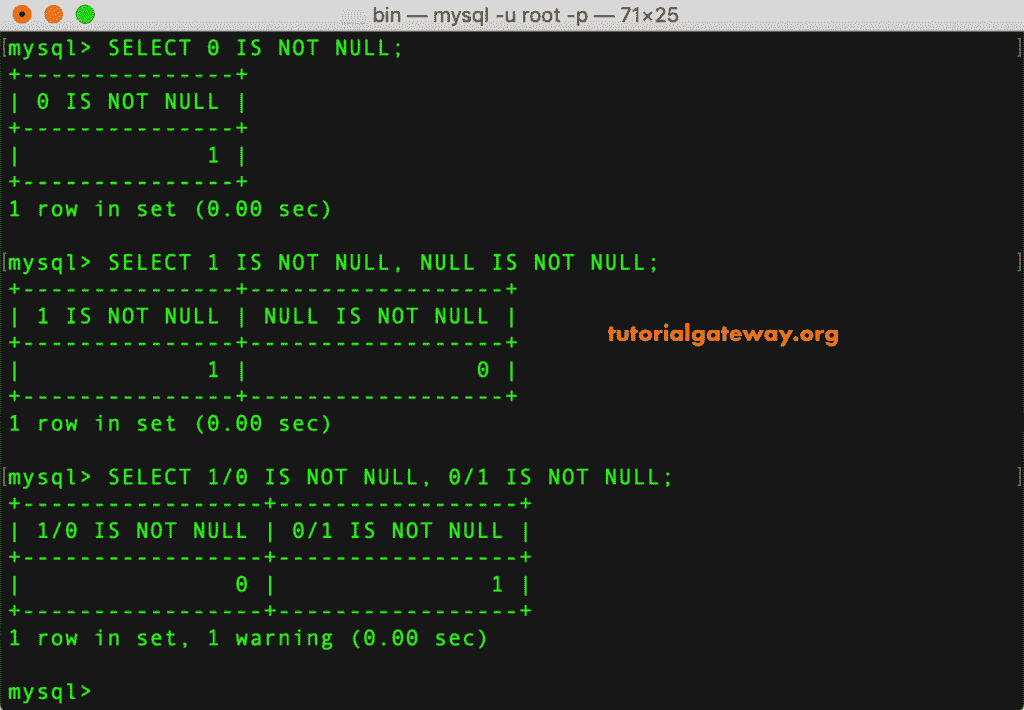 bin — mysql -u root -p — 71×25
[mysql> SELECT 0 IS NOT NULL; ]
+---------------+
| 0 IS NOT NULL |
+---------------+
|             1 |
+---------------+
1 row in set (0.00 sec)
[mysql> SELECT 1 IS NOT NULL, NULL IS NOT NULL; ]
+---------------+------------------+
| 1 IS NOT NULL | NULL IS NOT NULL |
+---------------+------------------+
|             1 |                0 |
+---------------+------------------+
1 row in set (0.00 sec)
tutorialgateway.org
[mysql> SELECT 1/0 IS NOT NULL, 0/1 IS NOT NULL; ]
+-----------------+-----------------+
| 1/0 IS NOT NULL | 0/1 IS NOT NULL |
+-----------------+-----------------+
|               0 |               1 |
+-----------------+-----------------+
1 row in set, 1 warning (0.00 sec)
mysql>